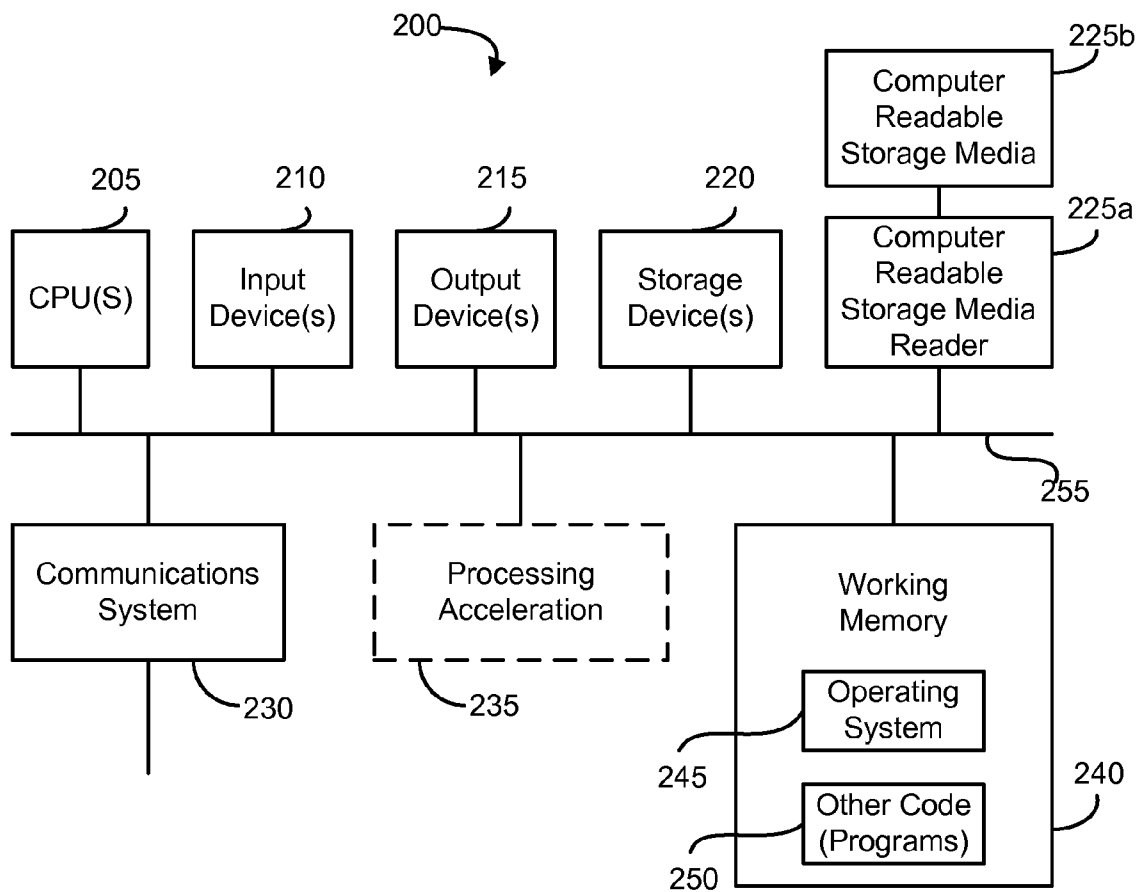 200
225b
Computer
Readable
Storage Media
205
210
215
220
225a
CPU(S)
Input
Device(s)
Output
Device(s)
Storage
Device(s)
Computer
Readable
Storage Media
Reader
255
Communications
System
Processing
Acceleration
Working
Memory
230
235
Operating
System
245
240
Other Code
(Programs)
250